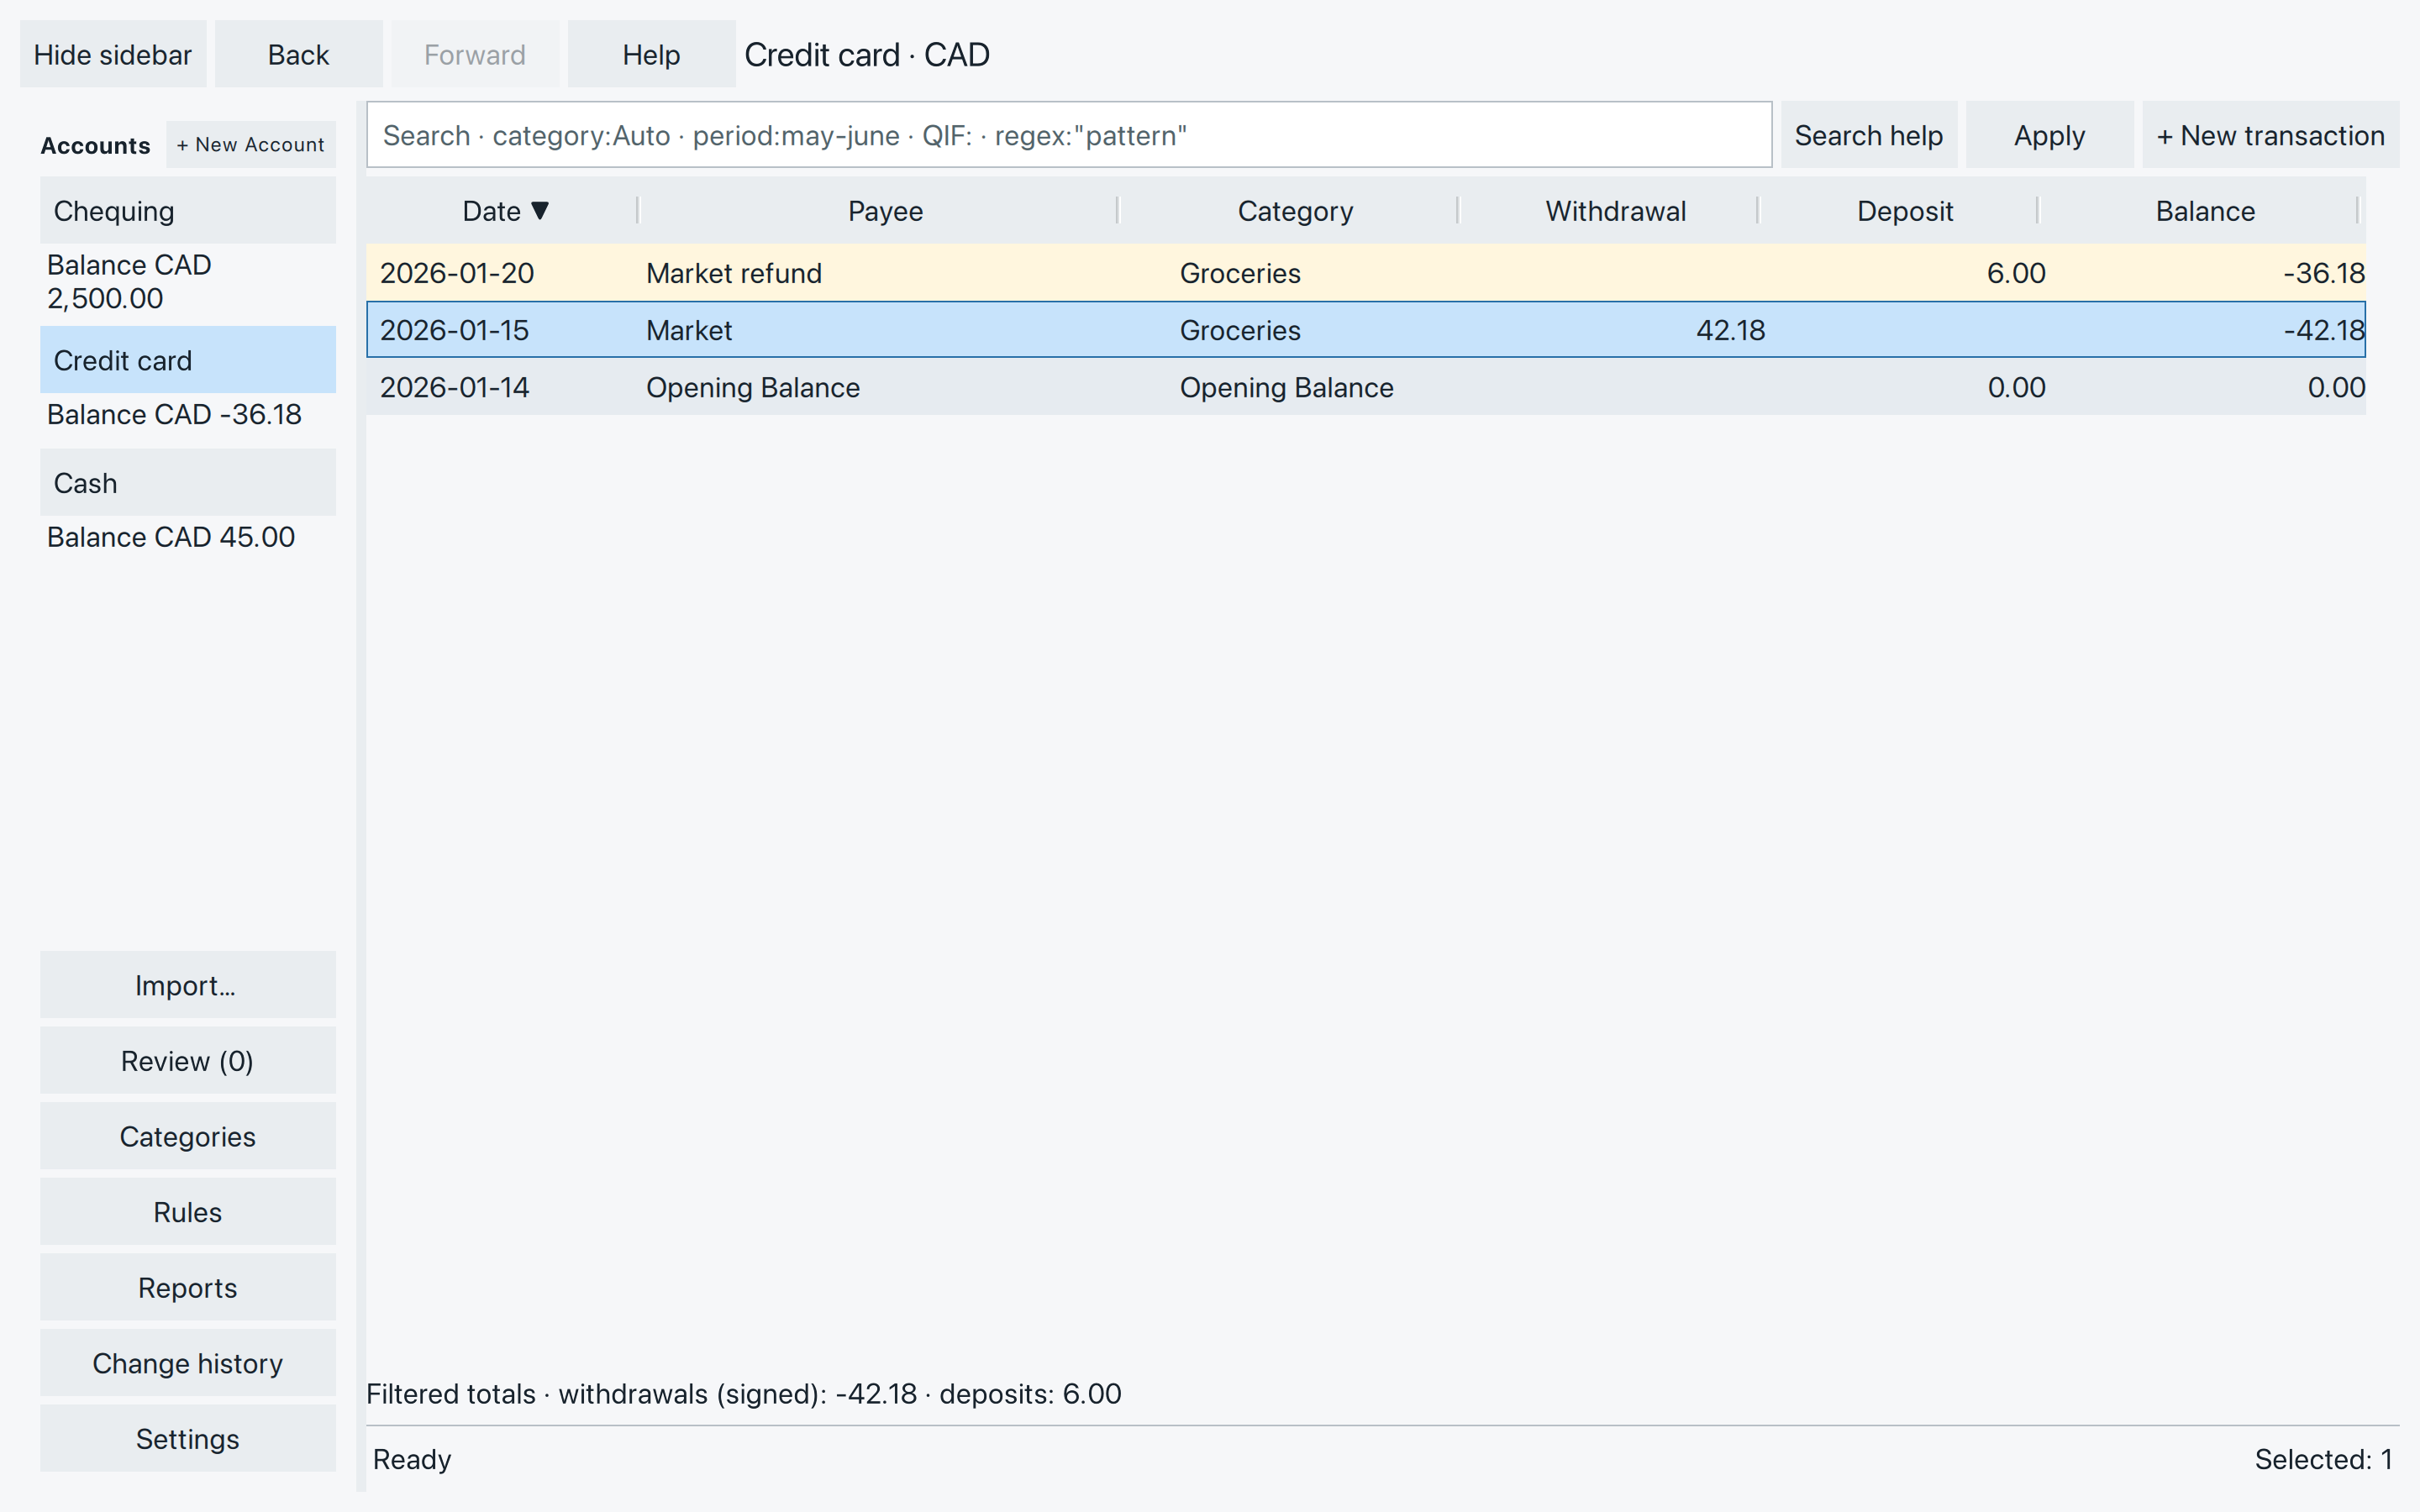 Hide sidebar Back Forward Help Credit card · CAD
Accounts + New Account
Search · category:Auto · period:may-june · QIF: · regex:"pattern" Search help Apply + New transaction
Chequing
Balance CAD
2,500.00
Credit card
Balance CAD -36.18
Cash
Balance CAD 45.00
Import...
Review (0)
Categories
Rules
Reports
Change history
Settings
Date ▼ Payee Category Withdrawal Deposit Balance
2026-01-20 Market refund Groceries 6.00 -36.18
2026-01-15 Market Groceries 42.18 -42.18
2026-01-14 Opening Balance Opening Balance 0.00 0.00
Filtered totals · withdrawals (signed): -42.18 · deposits: 6.00
Ready Selected: 1